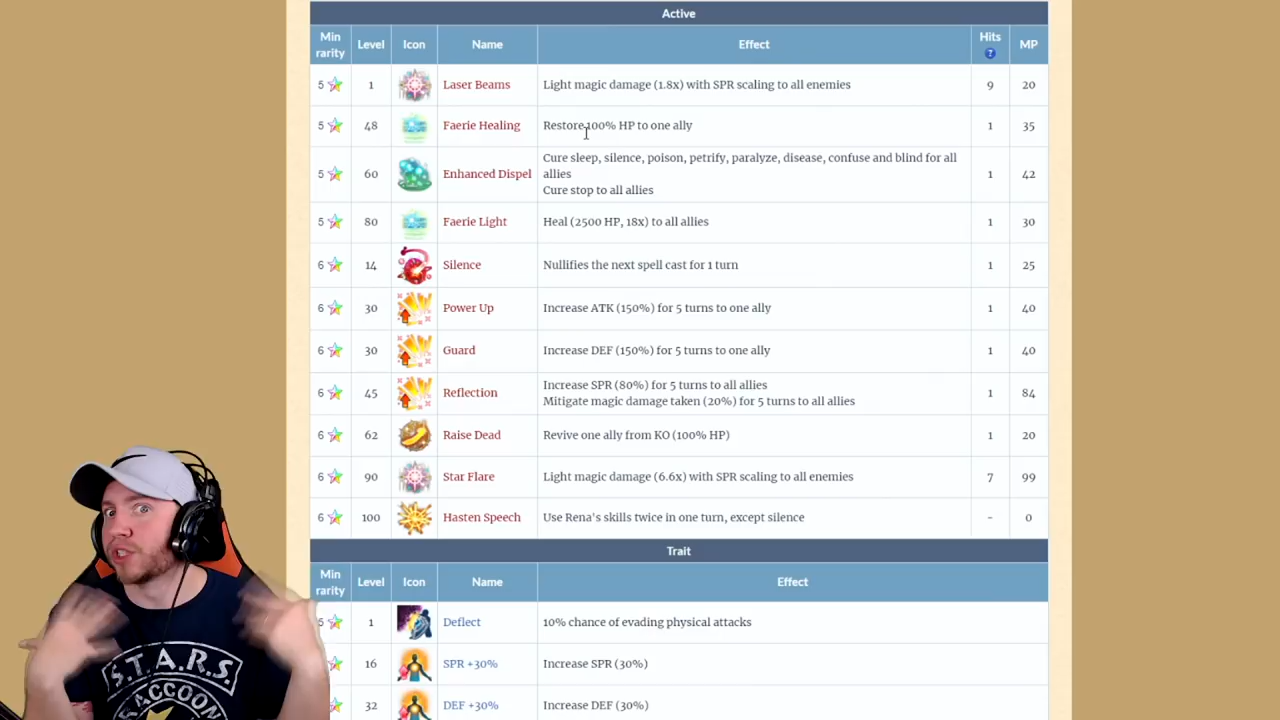 Active
Min rarity Level Icon Name Effect Hits ? MP
5 1 Laser Beams Light magic damage (1.8x) with SPR scaling to all enemies 9 20
5 48 Faerie Healing Restore 100% HP to one ally 1 35
5 60 Enhanced Dispel Cure sleep, silence, poison, petrify, paralyze, disease, confuse and blind for all 1 42
allies
Cure stop to all allies
5 80 Faerie Light Heal (2500 HP, 18x) to all allies 1 30
6 14 Silence Nullifies the next spell cast for 1 turn 1 25
6 30 Power Up Increase ATK (150%) for 5 turns to one ally 1 40
6 30 Guard Increase DEF (150%) for 5 turns to one ally 1 40
6 45 Reflection Increase SPR (80%) for 5 turns to all allies 1 84
Mitigate magic damage taken (20%) for 5 turns to all allies
6 62 Raise Dead Revive one ally from KO (100% HP) 1 20
6 90 Star Flare Light magic damage (6.6x) with SPR scaling to all enemies 7 99
6 100 Hasten Speech Use Rena's skills twice in one turn, except silence - 0
Trait
Min rarity Level Icon Name Effect
5 1 Deflect 10% chance of evading physical attacks
16 SPR +30% Increase SPR (30%)
32 DEF +30% Increase DEF (30%)
S.T.A.R.S.
RACCOON